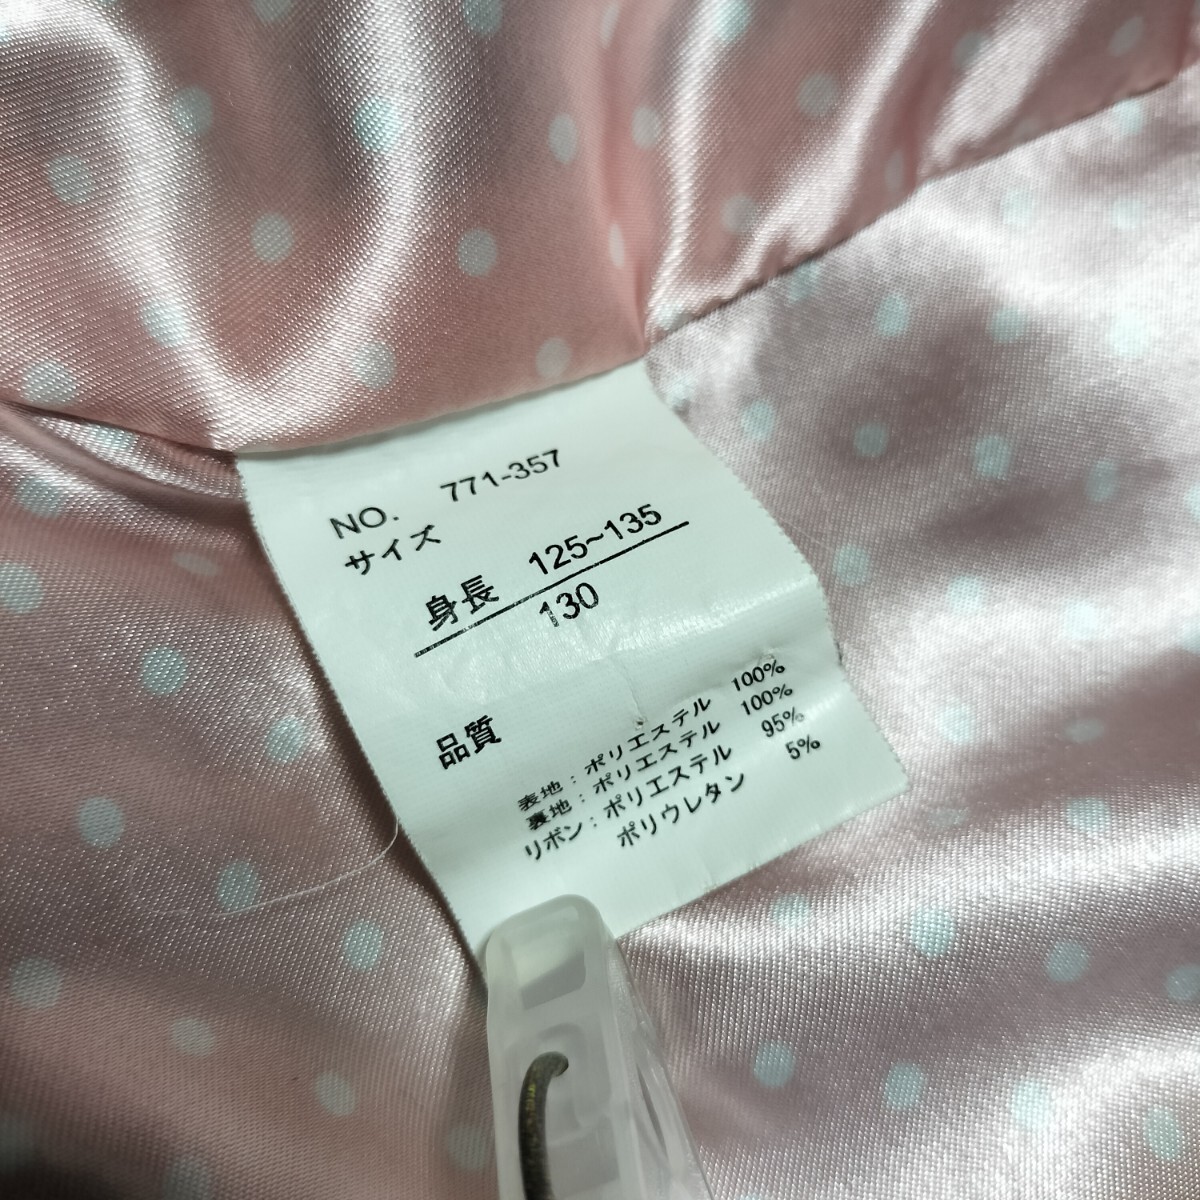 NO. 771-357
サイズ
身長 125~135
130
品質
表地：ポリエステル 100%
裏地：ポリエステル 100%
リボン：ポリエステル 95%
ポリウレタン 5%